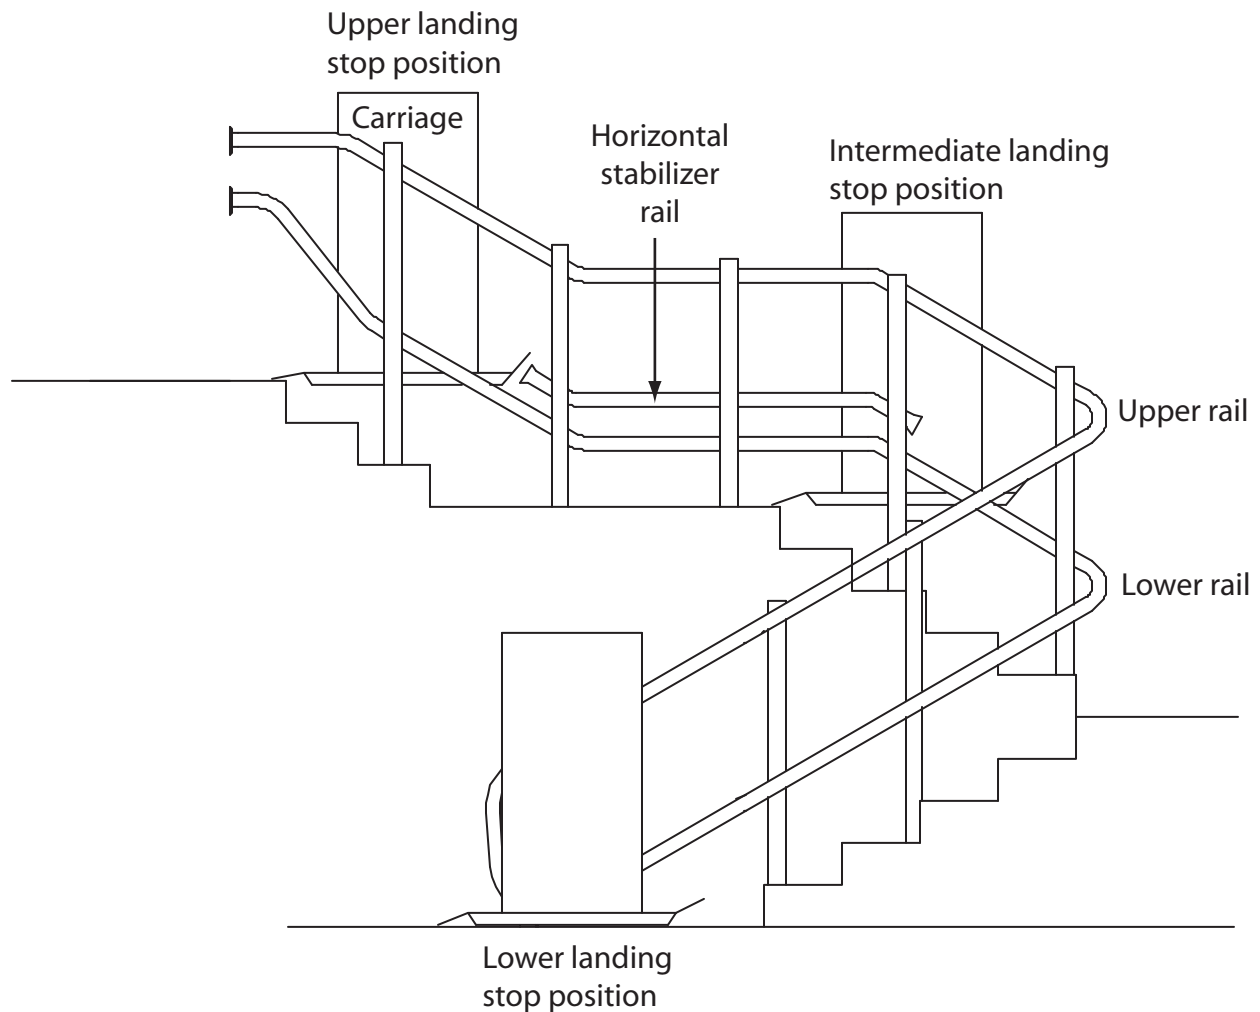 Upper landing
stop position
Carriage
Horizontal
stabilizer
rail
Intermediate landing
stop position
Upper rail
Lower rail
Lower landing
stop position